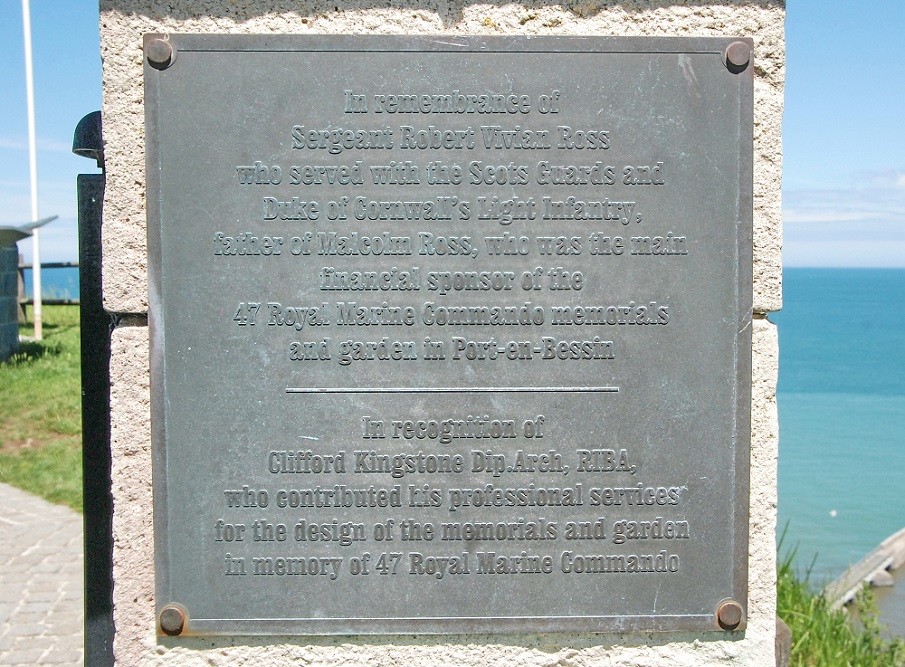 In remembrance of
Sergeant Robert Vivian Ross
who served with the Scots Guards and
Duke of Cornwall's Light Infantry,
father of Malcolm Ross, who was the main
financial sponsor of the
47 Royal Marine Commando memorials
and garden in Port-en-Bessin
In recognition of
Clifford Kingstone Dip.Arch, RIBA,
who contributed his professional services
for the design of the memorials and garden
in memory of 47 Royal Marine Commando